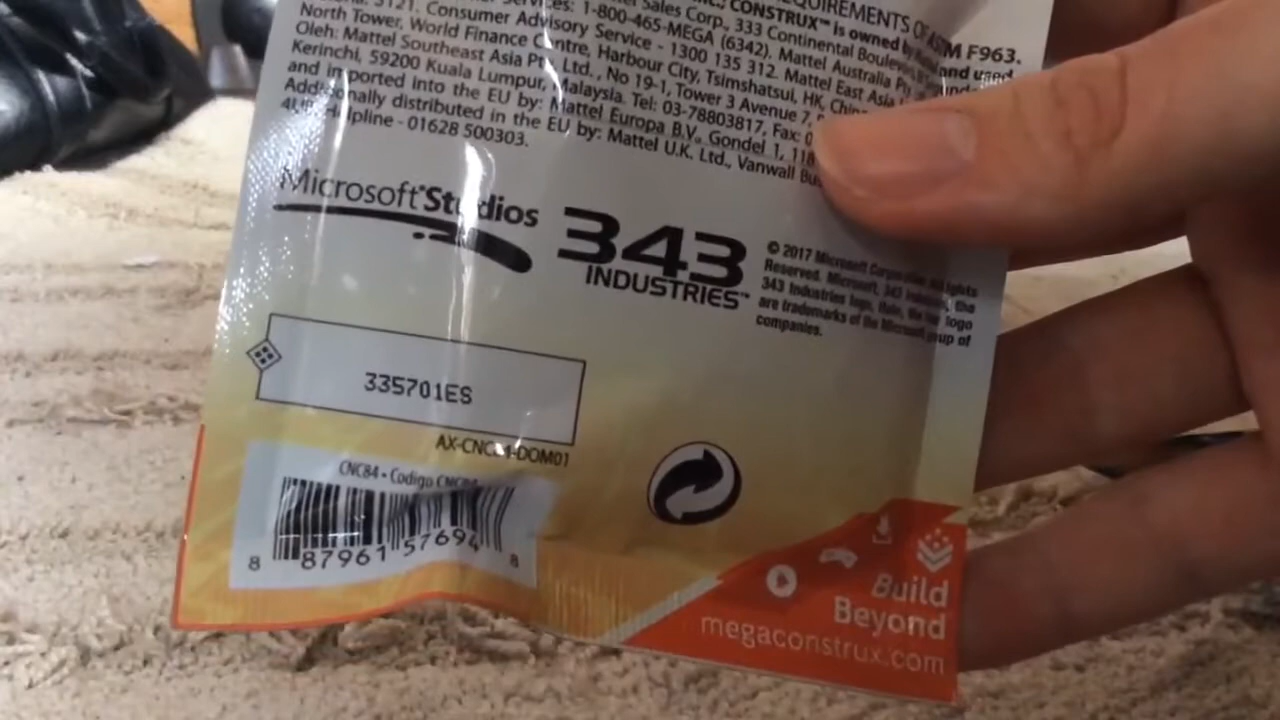 REQUIREMENTS OF ASTM F963.
INC., CONSTRUX™ is owned by and used
Sales Corp., 333 Continental Boulevard
Services: 1-800-465-MEGA (6342). Mattel Australia Pty
3121. Consumer Advisory Service - 1300 135 312. Mattel East Asia
North Tower, World Finance Centre, Harbour City, Tsimshatsui, HK, China
Oleh: Mattel Southeast Asia Pte. Ltd., No 19-1, Tower 3 Avenue 7,
Kerinchi, 59200 Kuala Lumpur, Malaysia. Tel: 03-78803817, Fax:
and imported into the EU by: Mattel Europa B.V., Gondel 1, 118
Additionally distributed in the EU by: Mattel U.K. Ltd., Vanwall Bu
Helpline - 01628 500303.
Microsoft® Studios
343
INDUSTRIES™
© 2017 Microsoft Corporation. All rights
Reserved. Microsoft, 343 Industries, the
343 Industries logo, Halo, the Halo logo
are trademarks of the Microsoft group of
companies.
335701ES
AX-CNC84-DOM01
CNC84 • Codigo CNC84
8 87961 57694 8
Build
Beyond
megaconstrux.com